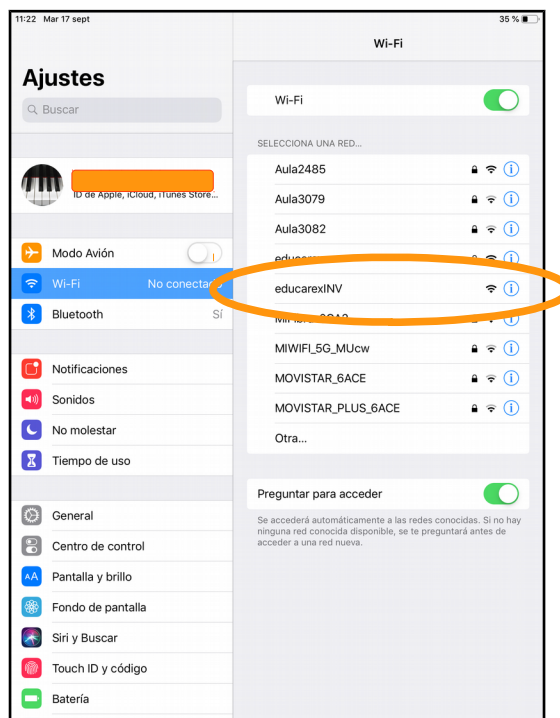 11:22 Mar 17 sept
35 %
Ajustes
Buscar
ID de Apple, iCloud, iTunes Store...
Modo Avión
Wi-Fi No conectado
Bluetooth Sí
Notificaciones
Sonidos
No molestar
Tiempo de uso
General
Centro de control
AA Pantalla y brillo
Fondo de pantalla
Siri y Buscar
Touch ID y código
Batería
Wi-Fi
Wi-Fi
SELECCIONA UNA RED...
Aula2485
Aula3079
Aula3082
educarexINV
MIWIFI_5G_MUcw
MOVISTAR_6ACE
MOVISTAR_PLUS_6ACE
Otra...
Preguntar para acceder
Se accederá automáticamente a las redes conocidas. Si no hay
ninguna red conocida disponible, se te preguntará antes de
acceder a una red nueva.